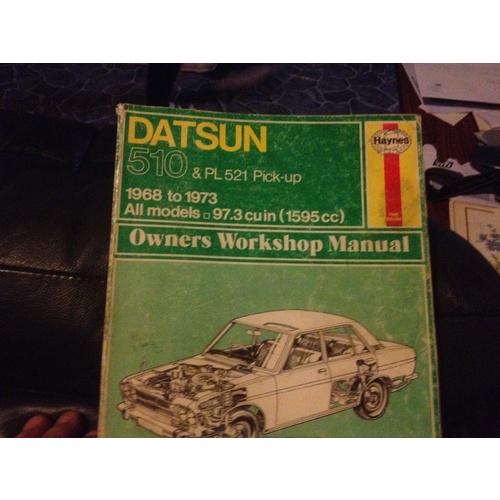 DATSUN
510 & PL 521 Pick-up
1968 to 1973
All models □ 97.3 cu in (1595 cc)
Haynes
Owners Workshop Manual